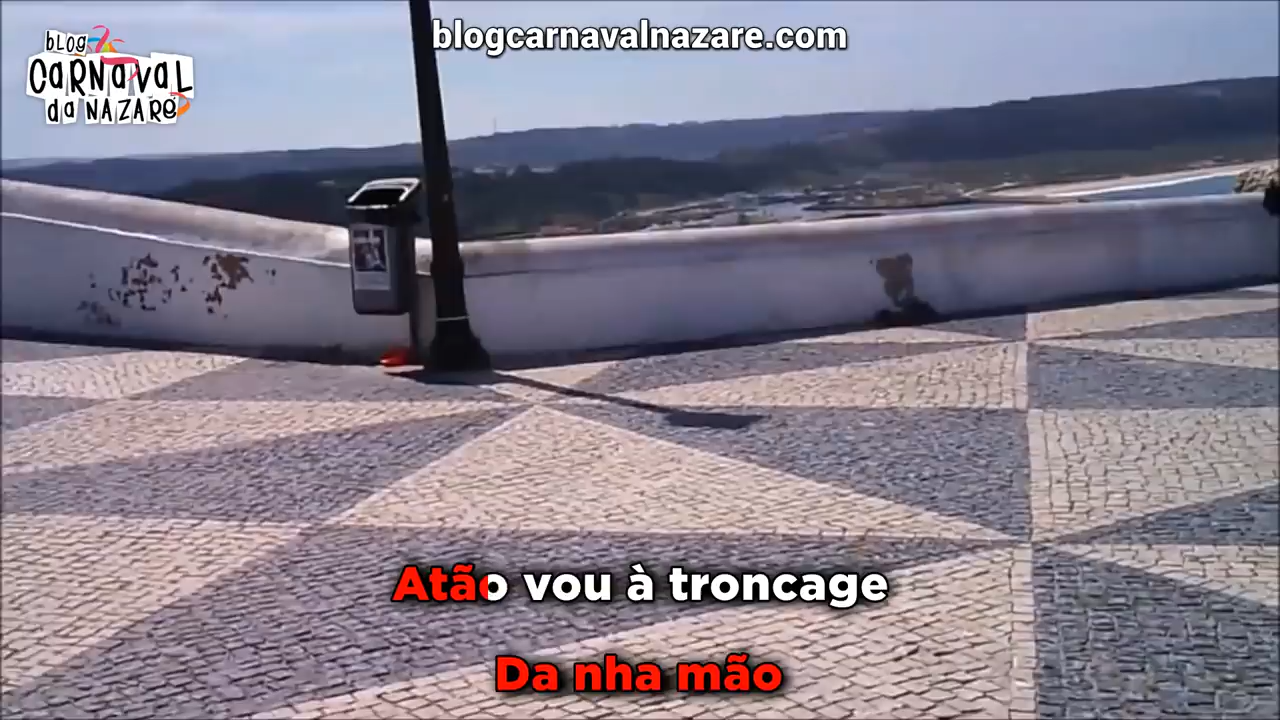 BLOG
CARNAVAL
da NAZARÉ
blogcarnavalnazare.com
Atão vou à troncage
Da nha mão